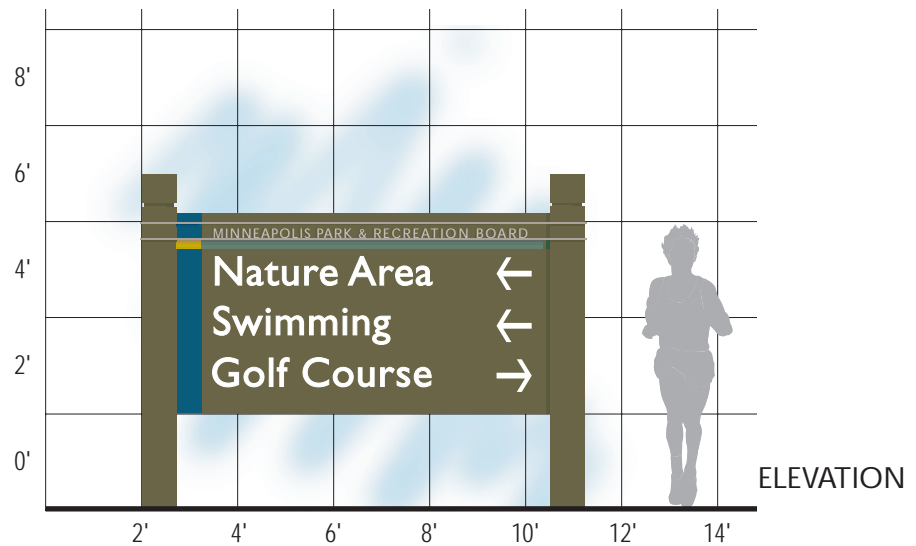 8'
6'
4'
2'
0'
MINNEAPOLIS PARK & RECREATION BOARD
Nature Area ←
Swimming ←
Golf Course →
ELEVATION
2' 4' 6' 8' 10' 12' 14'